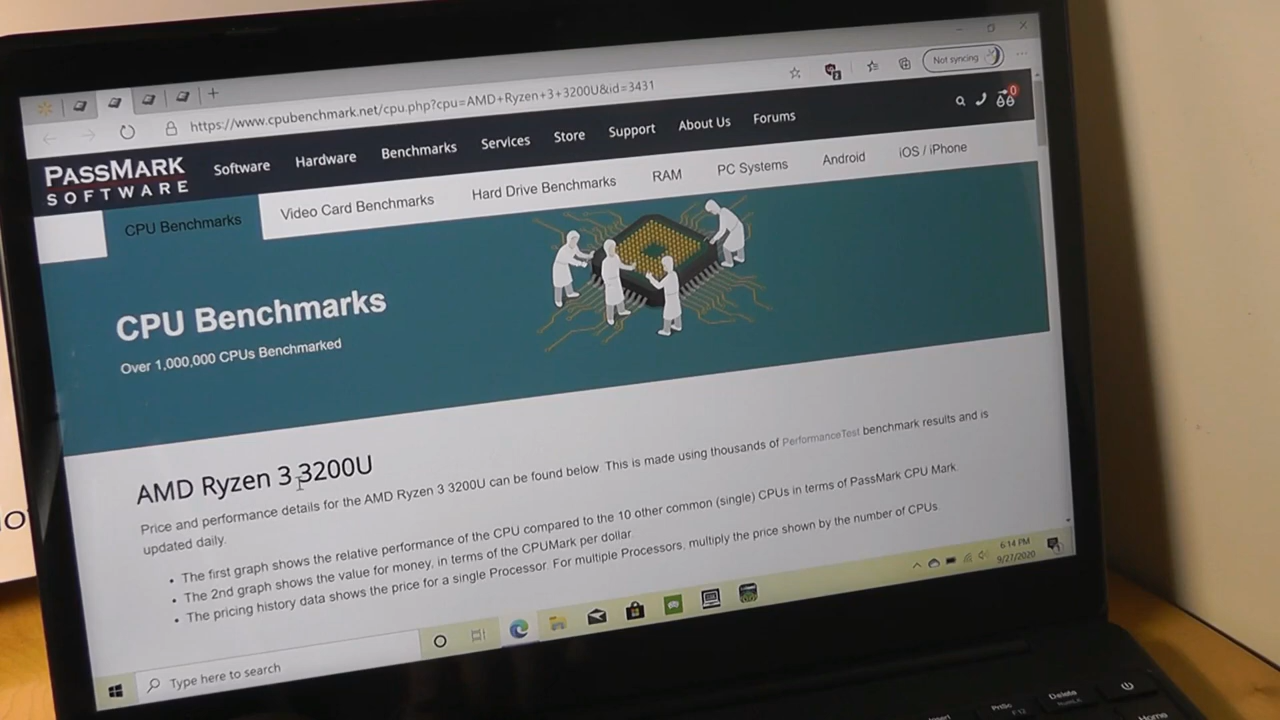 Not syncing
https://www.cpubenchmark.net/cpu.php?cpu=AMD+Ryzen+3+3200U&id=3431
PASSMARK
SOFTWARE
Software Hardware Benchmarks Services Store Support About Us Forums
0
CPU Benchmarks Video Card Benchmarks Hard Drive Benchmarks RAM PC Systems Android iOS / iPhone
CPU Benchmarks
Over 1,000,000 CPUs Benchmarked
AMD Ryzen 3 3200U
Price and performance details for the AMD Ryzen 3 3200U can be found below. This is made using thousands of PerformanceTest benchmark results and is
updated daily.
• The first graph shows the relative performance of the CPU compared to the 10 other common (single) CPUs in terms of PassMark CPU Mark.
• The 2nd graph shows the value for money, in terms of the CPUMark per dollar.
• The pricing history data shows the price for a single Processor. For multiple Processors, multiply the price shown by the number of CPUs.
6:14 PM
9/27/2020
Type here to search
PrtSc
F12
Delete
Home